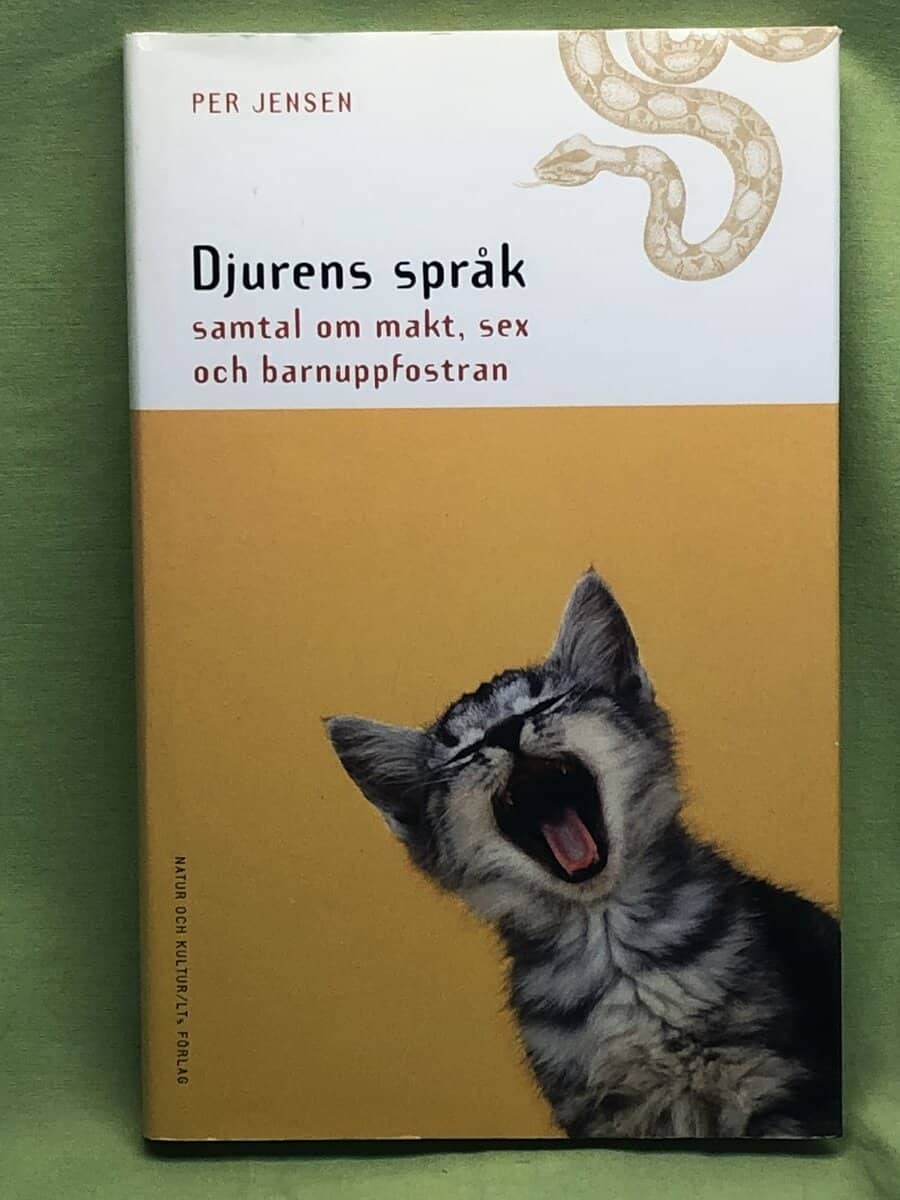 PER JENSEN
Djurens språk
samtal om makt, sex
och barnuppfostran
NATUR OCH KULTUR/LTs FÖRLAG